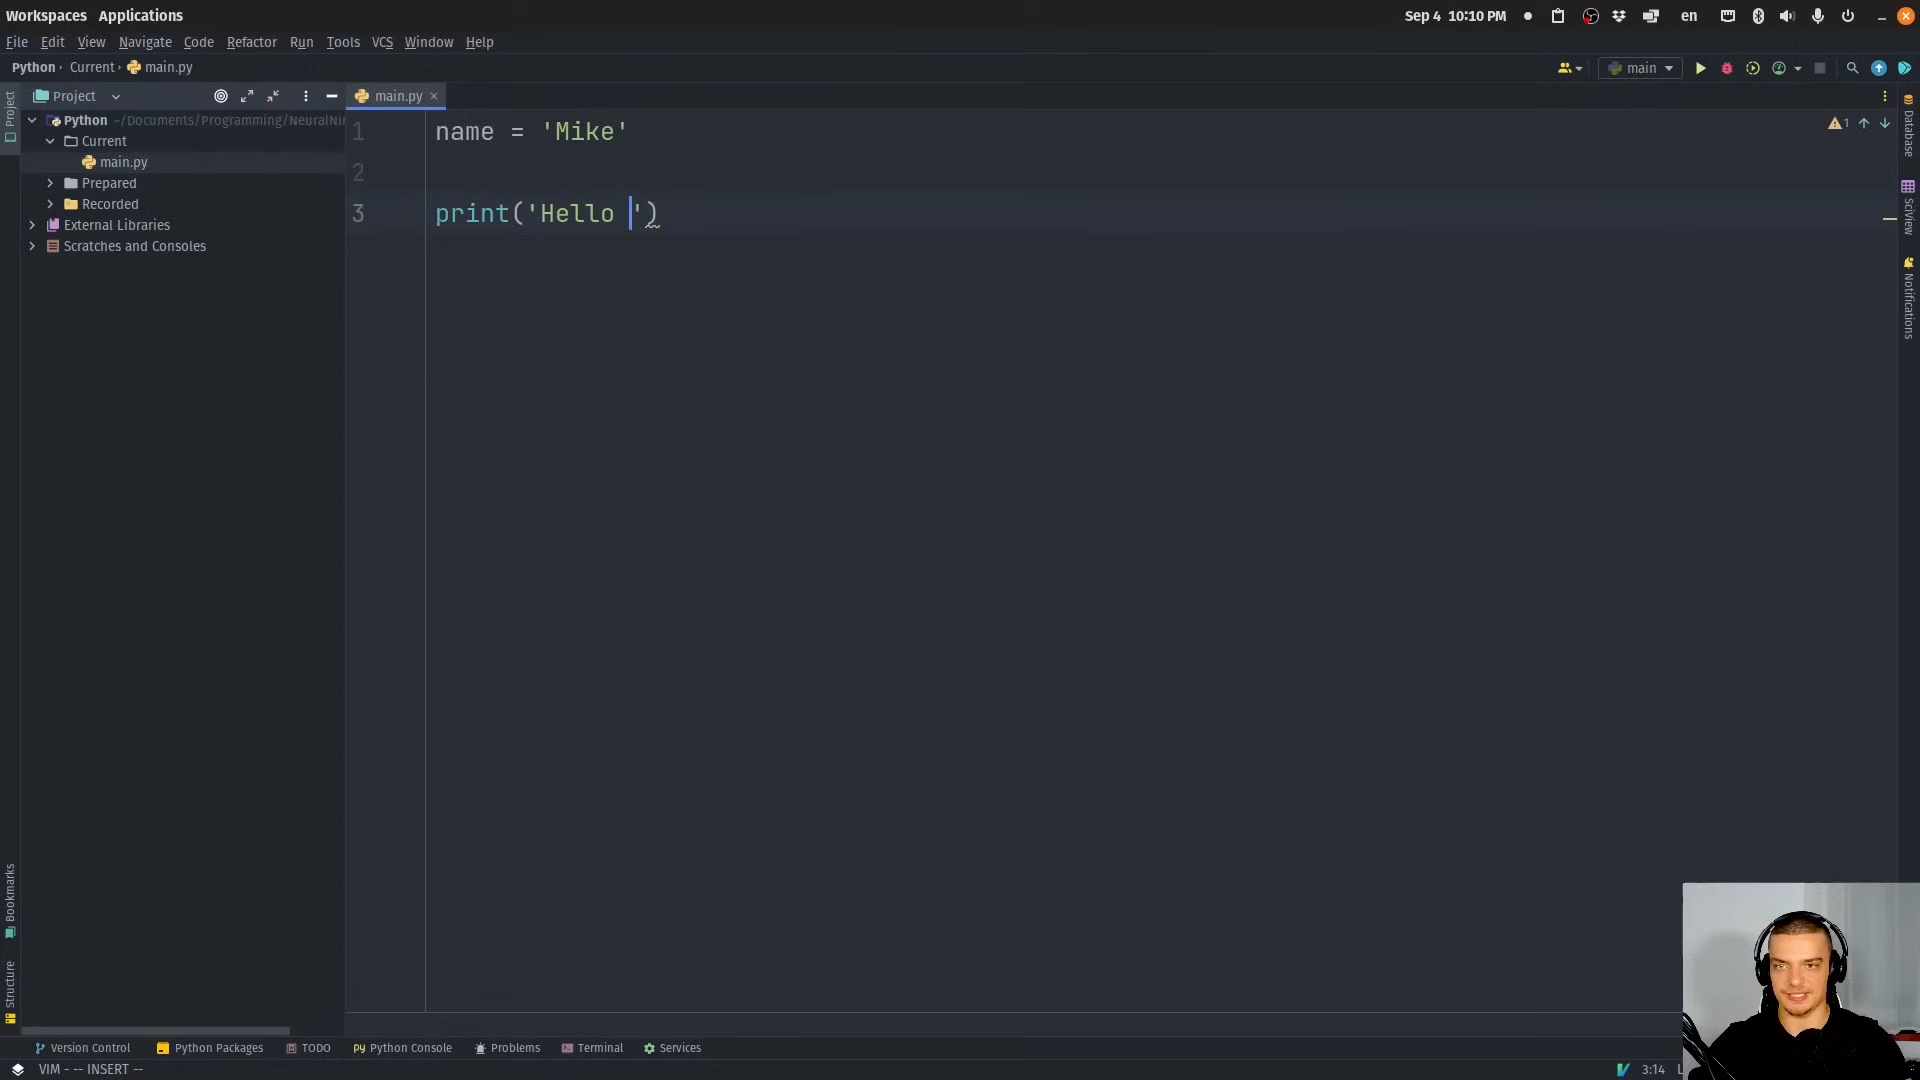 Workspaces Applications
Sep 4 10:10 PM
en
File Edit View Navigate Code Refactor Run Tools VCS Window Help
Python › Current › main.py
main
Project
Project
main.py
Python ~/Documents/Programming/NeuralNi
Current
main.py
Prepared
Recorded
External Libraries
Scratches and Consoles
1 name = 'Mike'
2
3 print('Hello ')
1
Database
SciView
Notifications
Bookmarks
Structure
Version Control Python Packages TODO Python Console Problems Terminal Services
VIM - -- INSERT --
3:14